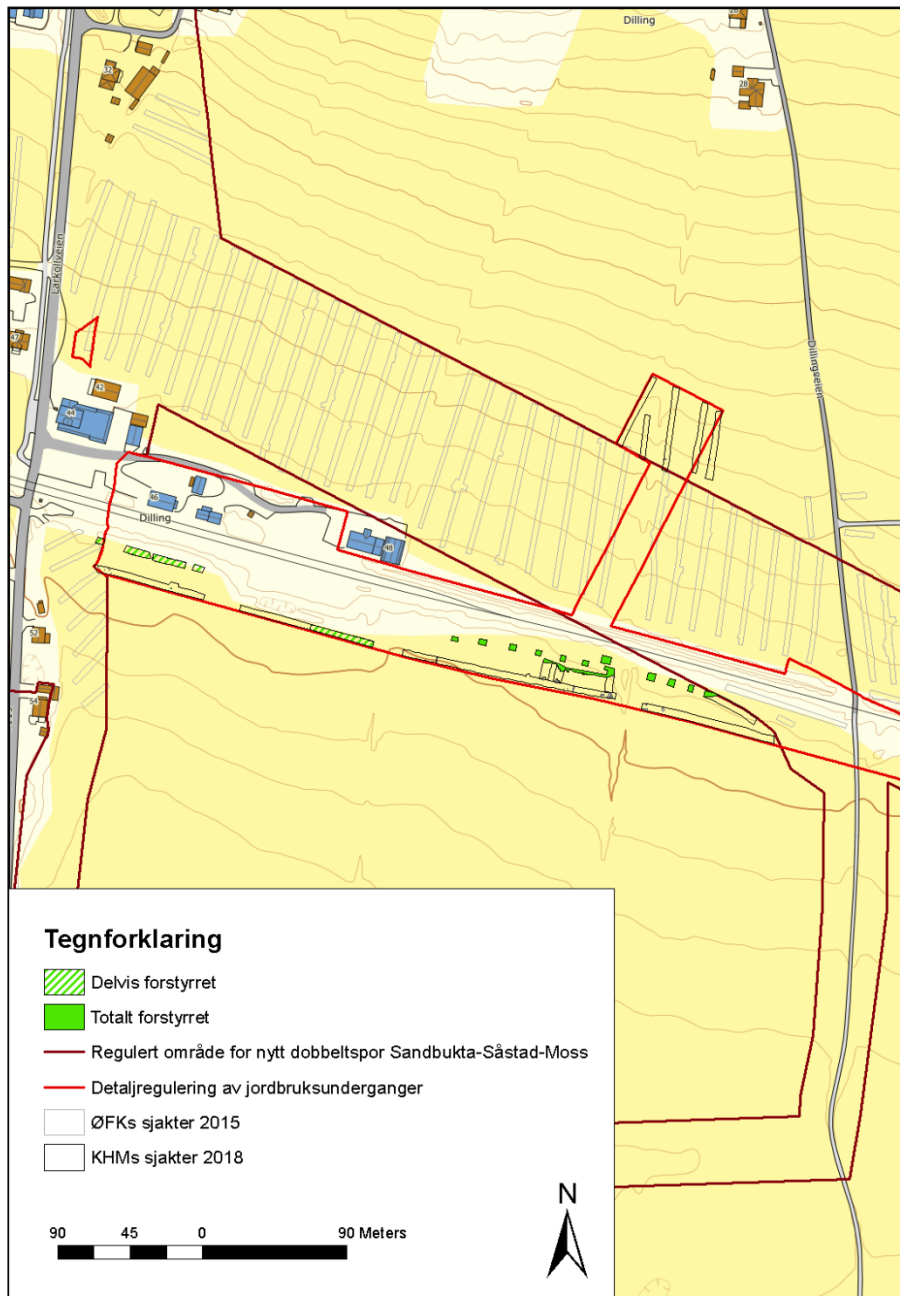 Dilling
26
32
28
Larkollveien
47
42
44
Dillingveien
46
Dilling
48
52
54
Tegnforklaring
Delvis forstyrret
Totalt forstyrret
Regulert område for nytt dobbeltspor Sandbukta-Såstad-Moss
Detaljregulering av jordbruksunderganger
ØFKs sjakter 2015
KHMs sjakter 2018
N
90 45 0 90 Meters